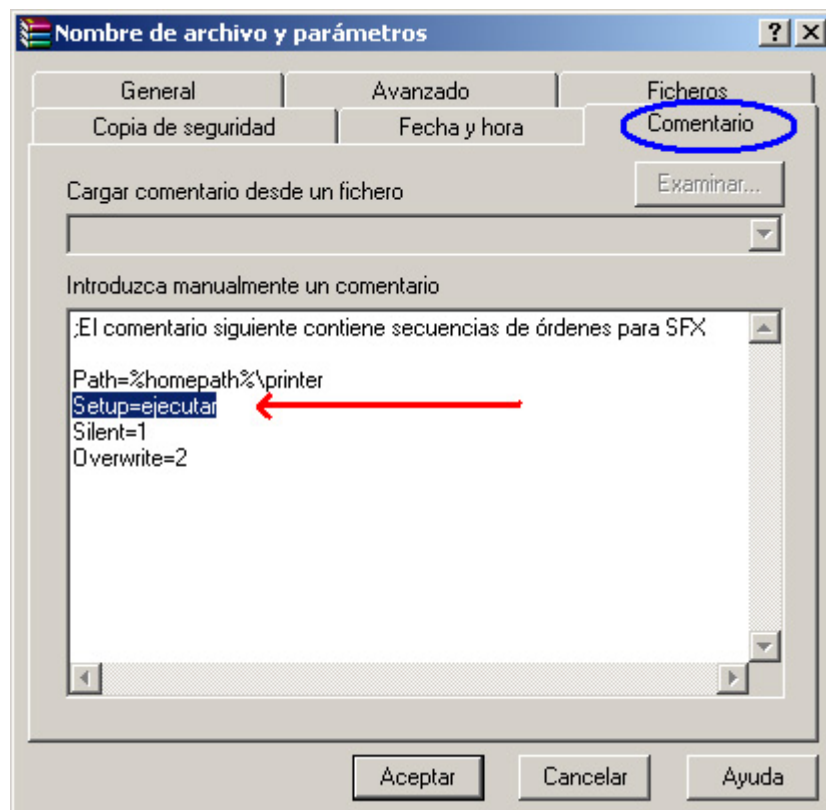 Nombre de archivo y parámetros
General Avanzado Ficheros
Copia de seguridad Fecha y hora Comentario
Cargar comentario desde un fichero Examinar...
Introduzca manualmente un comentario
;El comentario siguiente contiene secuencias de órdenes para SFX
Path=%homepath%\printer
Setup=ejecutar
Silent=1
Overwrite=2
Aceptar Cancelar Ayuda